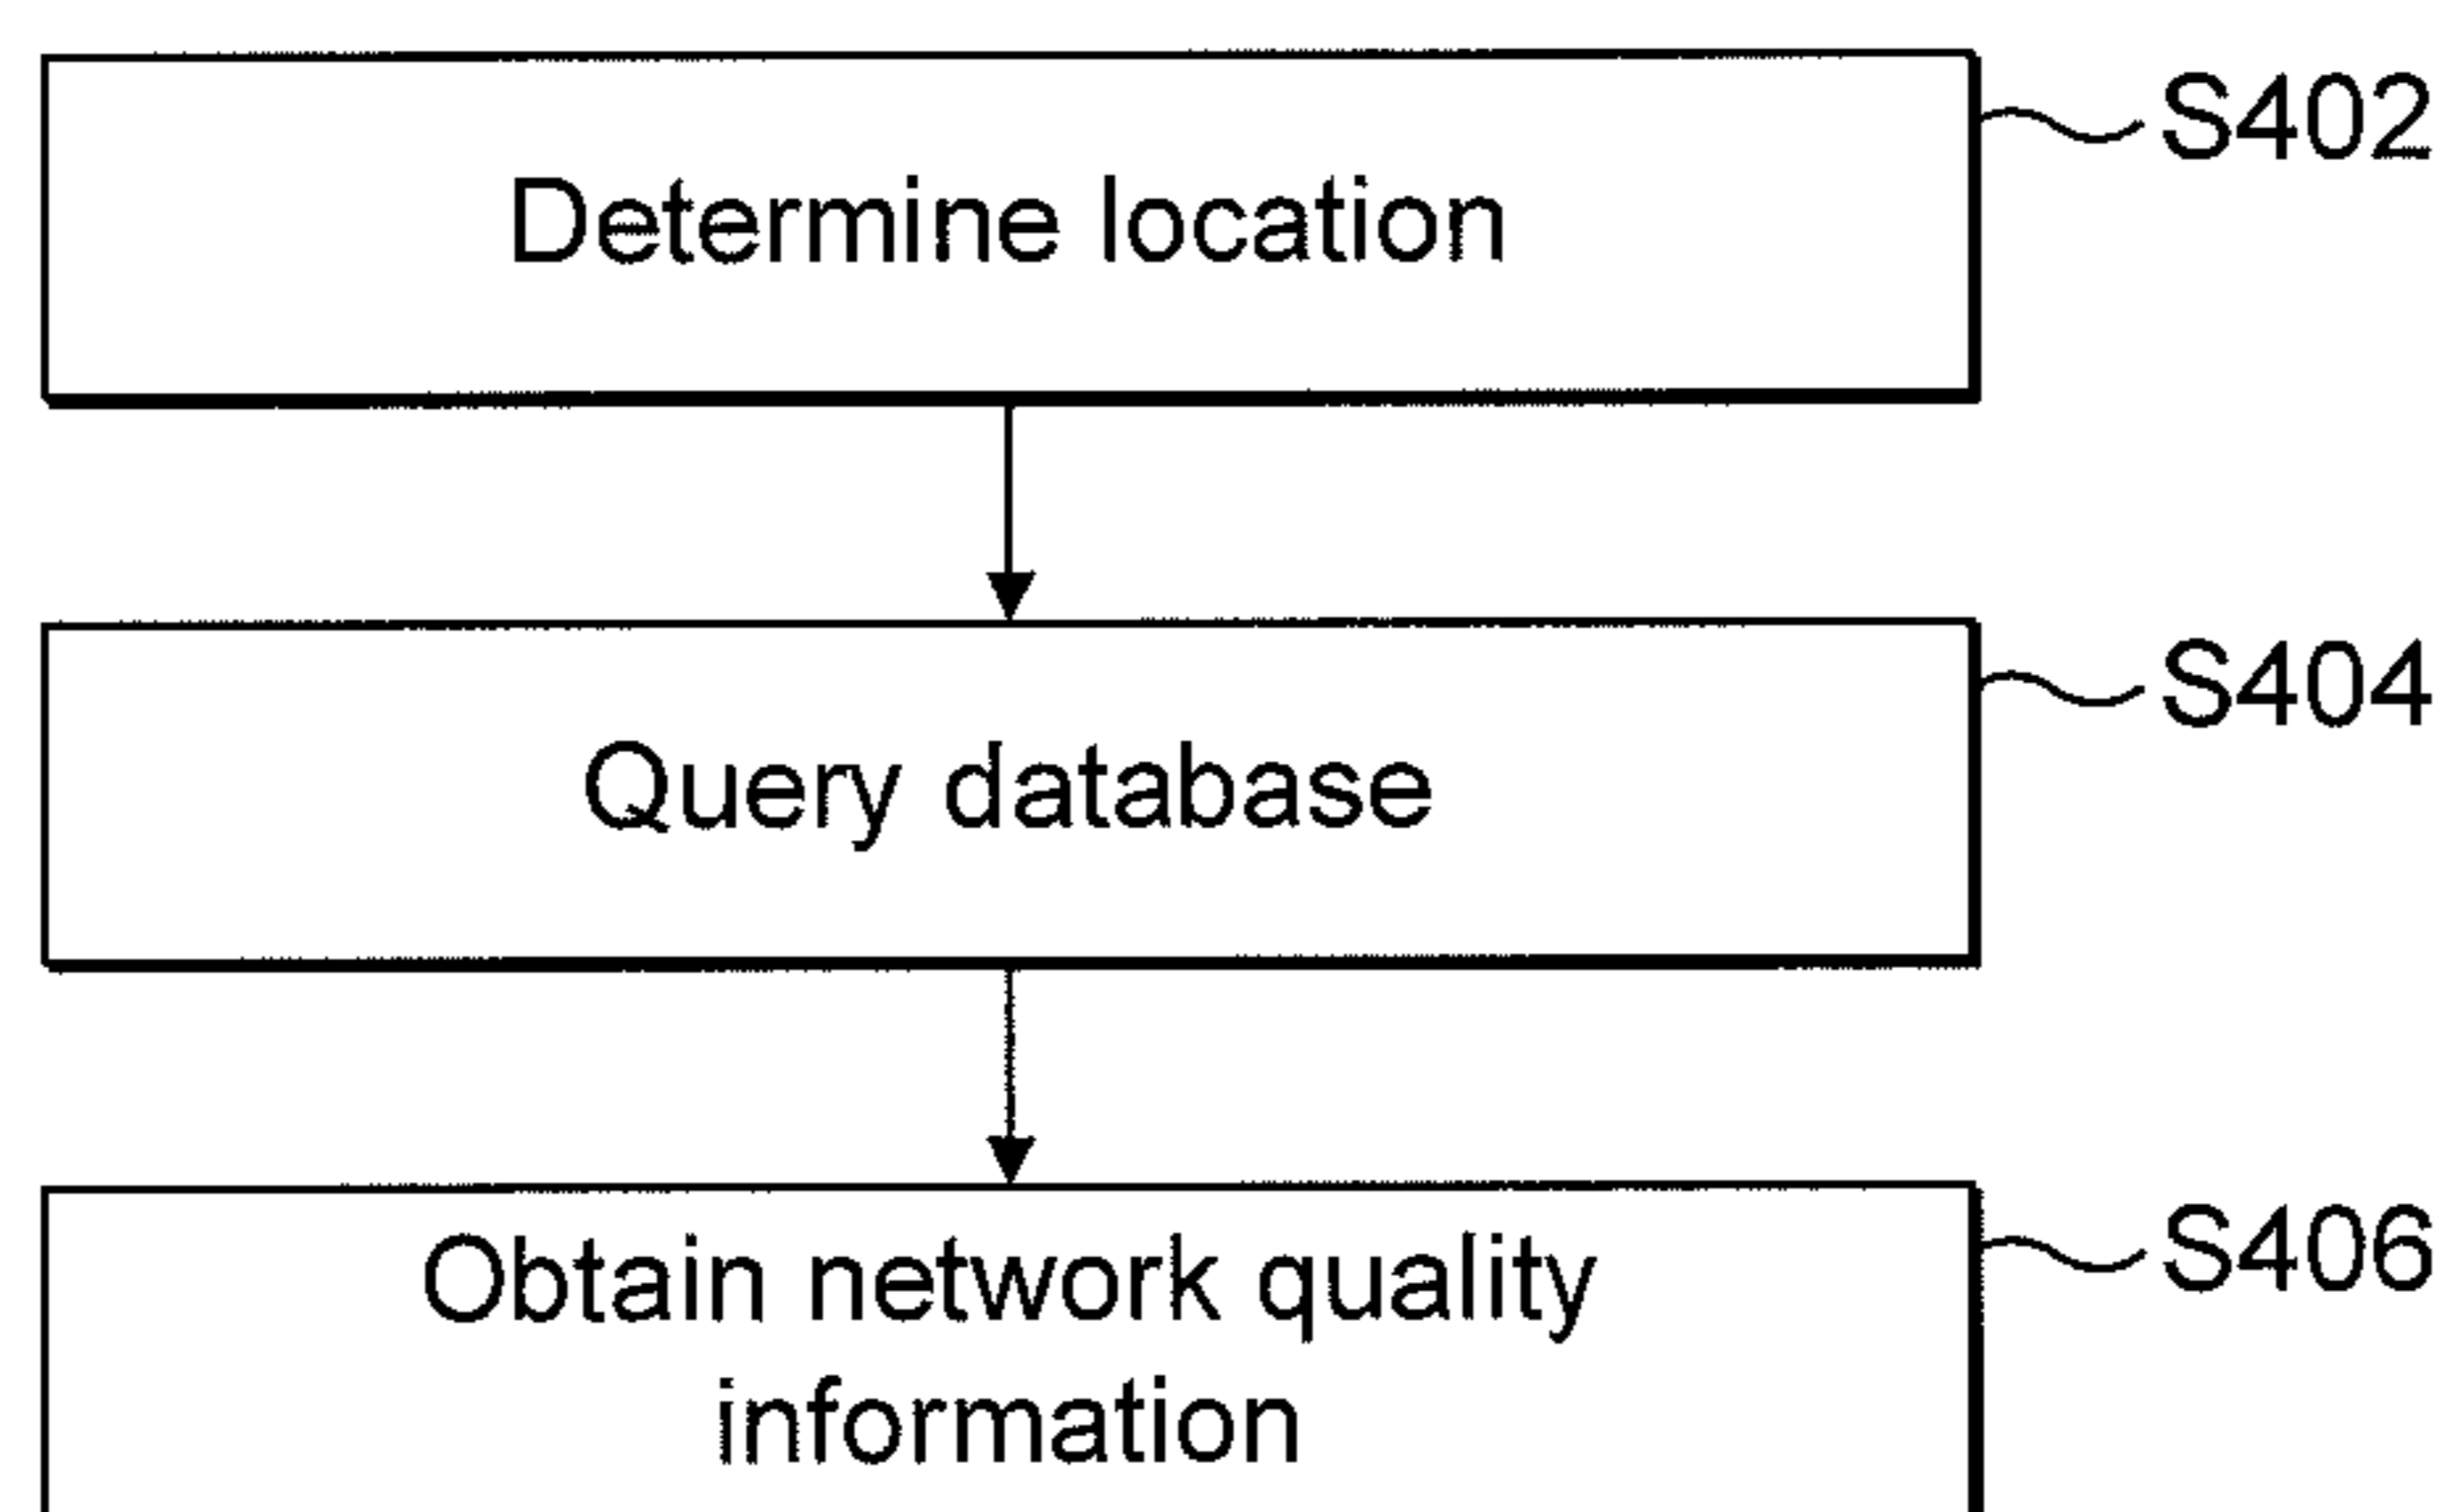 Determine location
S402
Query database
S404
Obtain network quality
information
S406